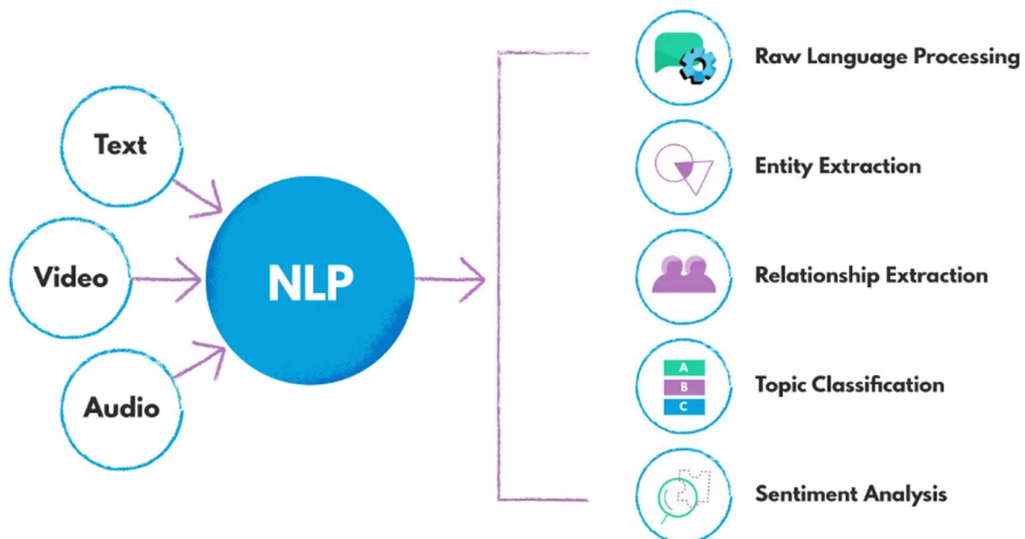 Text
Video
Audio
NLP
Raw Language Processing
Entity Extraction
Relationship Extraction
A
B
C
Topic Classification
Sentiment Analysis